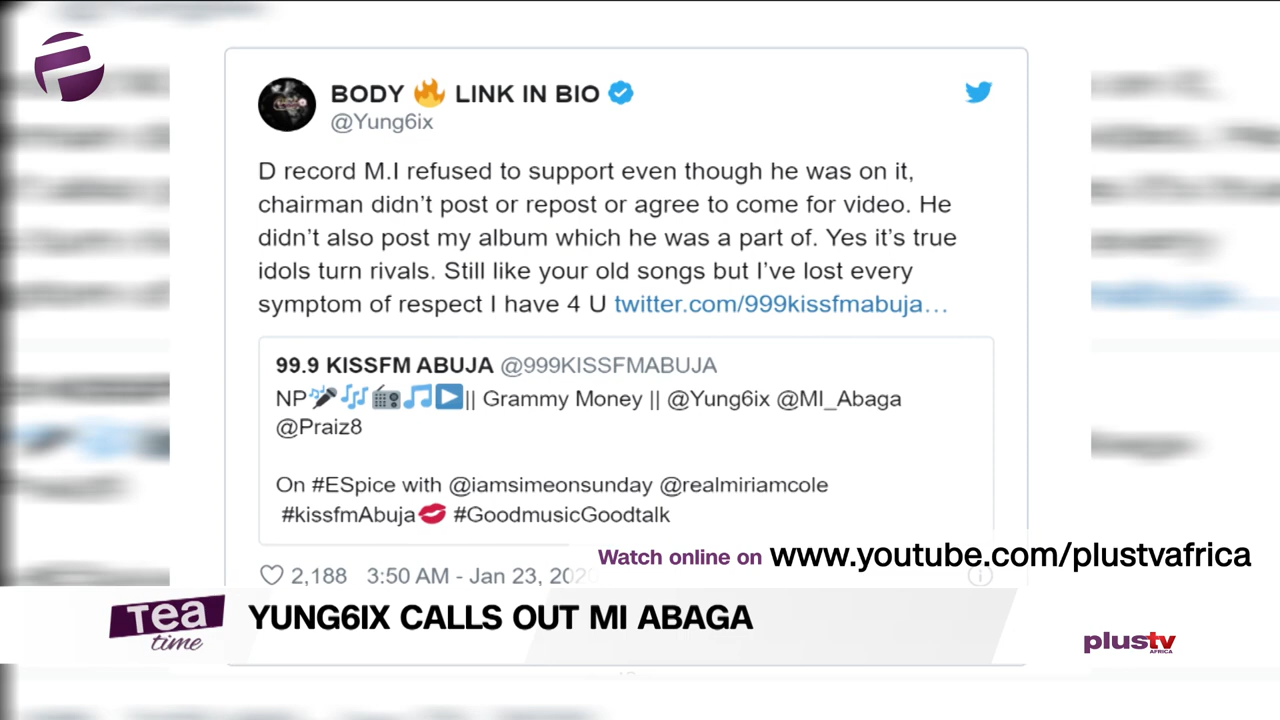 BODY 🔥 LINK IN BIO
@Yung6ix
D record M.I refused to support even though he was on it,
chairman didn't post or repost or agree to come for video. He
didn't also post my album which he was a part of. Yes it's true
idols turn rivals. Still like your old songs but I've lost every
symptom of respect I have 4 U twitter.com/999kissfmabuja…
99.9 KISSFM ABUJA @999KISSFMABUJA
NP🎤🎶📻🎵▶️|| Grammy Money || @Yung6ix @MI_Abaga
@Praiz8
On #ESpice with @iamsimeonsunday @realmiriamcole
#kissfmAbuja💋 #GoodmusicGoodtalk
Watch online on www.youtube.com/plustvafrica
2,188 3:50 AM - Jan 23, 2020
Tea
time
YUNG6IX CALLS OUT MI ABAGA
plustv
AFRICA